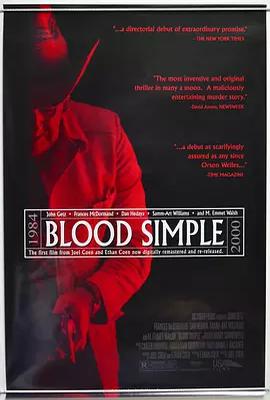 "...a directorial debut of extraordinary promise."
-THE NEW YORK TIMES
"The most inventive and original
thriller in many a moon. A maliciously
entertaining murder story."
-David Ansen, NEWSWEEK
"...a debut as scarifyingly
assured as any since
Orson Welles..."
-TIME MAGAZINE
John Getz • Frances McDormand • Dan Hedaya • Samm-Art Williams • and M. Emmet Walsh
1984
BLOOD SIMPLE
2000
The first film from Joel Coen and Ethan Coen now digitally remastered and re-released.
R
USA